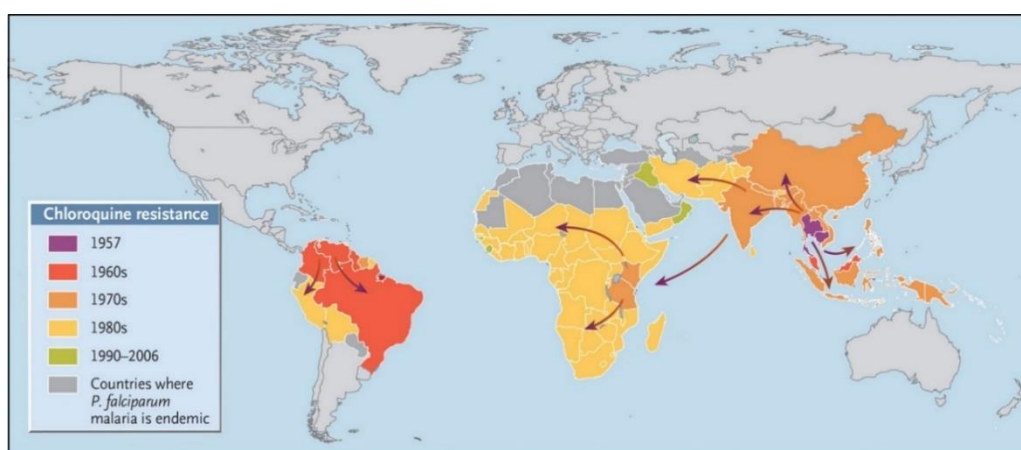 Chloroquine resistance
1957
1960s
1970s
1980s
1990–2006
Countries where
P. falciparum
malaria is endemic